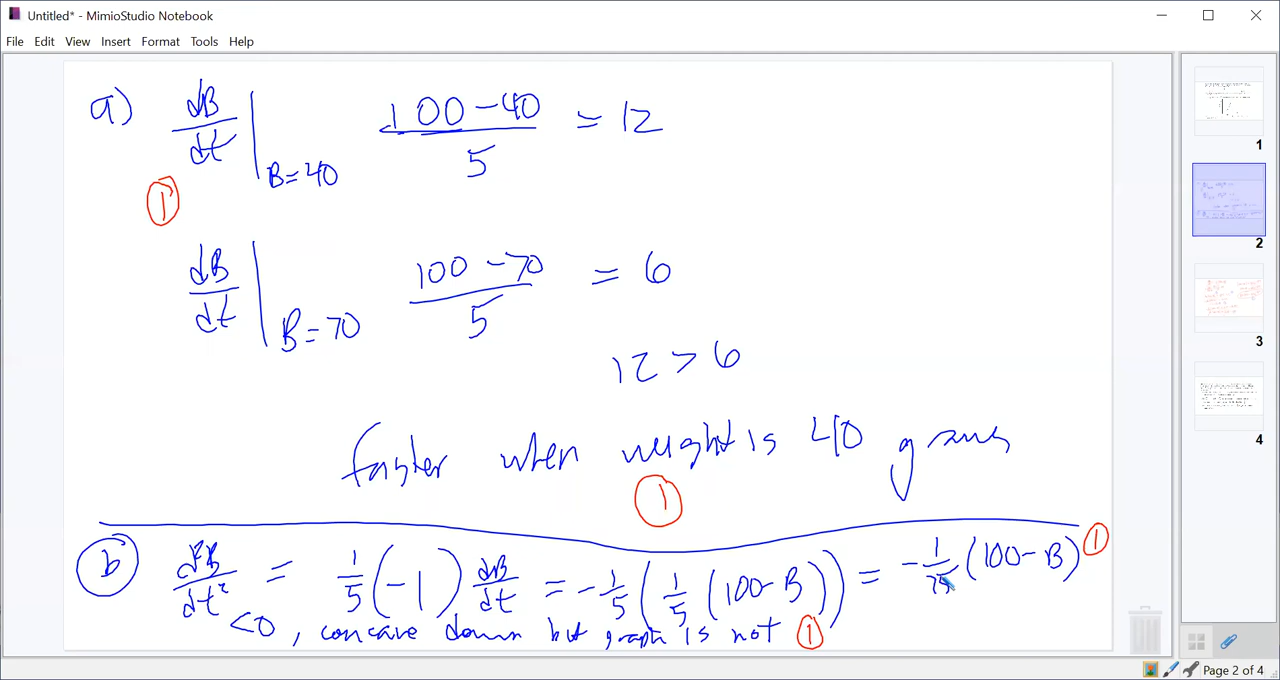 Untitled* - MimioStudio Notebook
File Edit View Insert Format Tools Help
a) dB/dt | B=40 (100-40)/5 = 12
①
dB/dt | B=70 (100-70)/5 = 6
12 > 6
faster when weight is 40 grams
①
ⓑ d²B/dt² = 1/5 (-1) dB/dt = -1/5 (1/5 (100-B)) = -1/25 (100-B) ①
<0, concave down but graph is not ①
1
2
3
4
Page 2 of 4